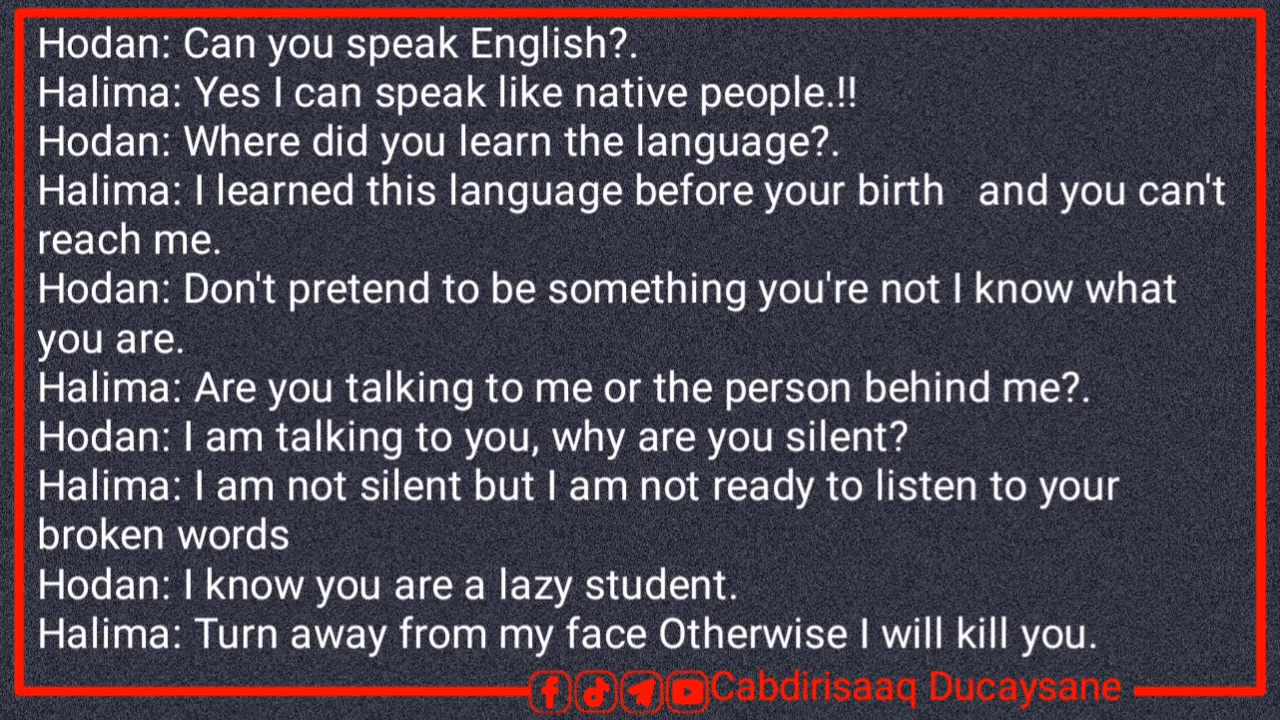 Hodan: Can you speak English?.
Halima: Yes I can speak like native people.!!
Hodan: Where did you learn the language?.
Halima: I learned this language before your birth   and you can't
reach me.
Hodan: Don't pretend to be something you're not I know what
you are.
Halima: Are you talking to me or the person behind me?.
Hodan: I am talking to you, why are you silent?
Halima: I am not silent but I am not ready to listen to your
broken words
Hodan: I know you are a lazy student.
Halima: Turn away from my face Otherwise I will kill you.
Cabdirisaaq Ducaysane